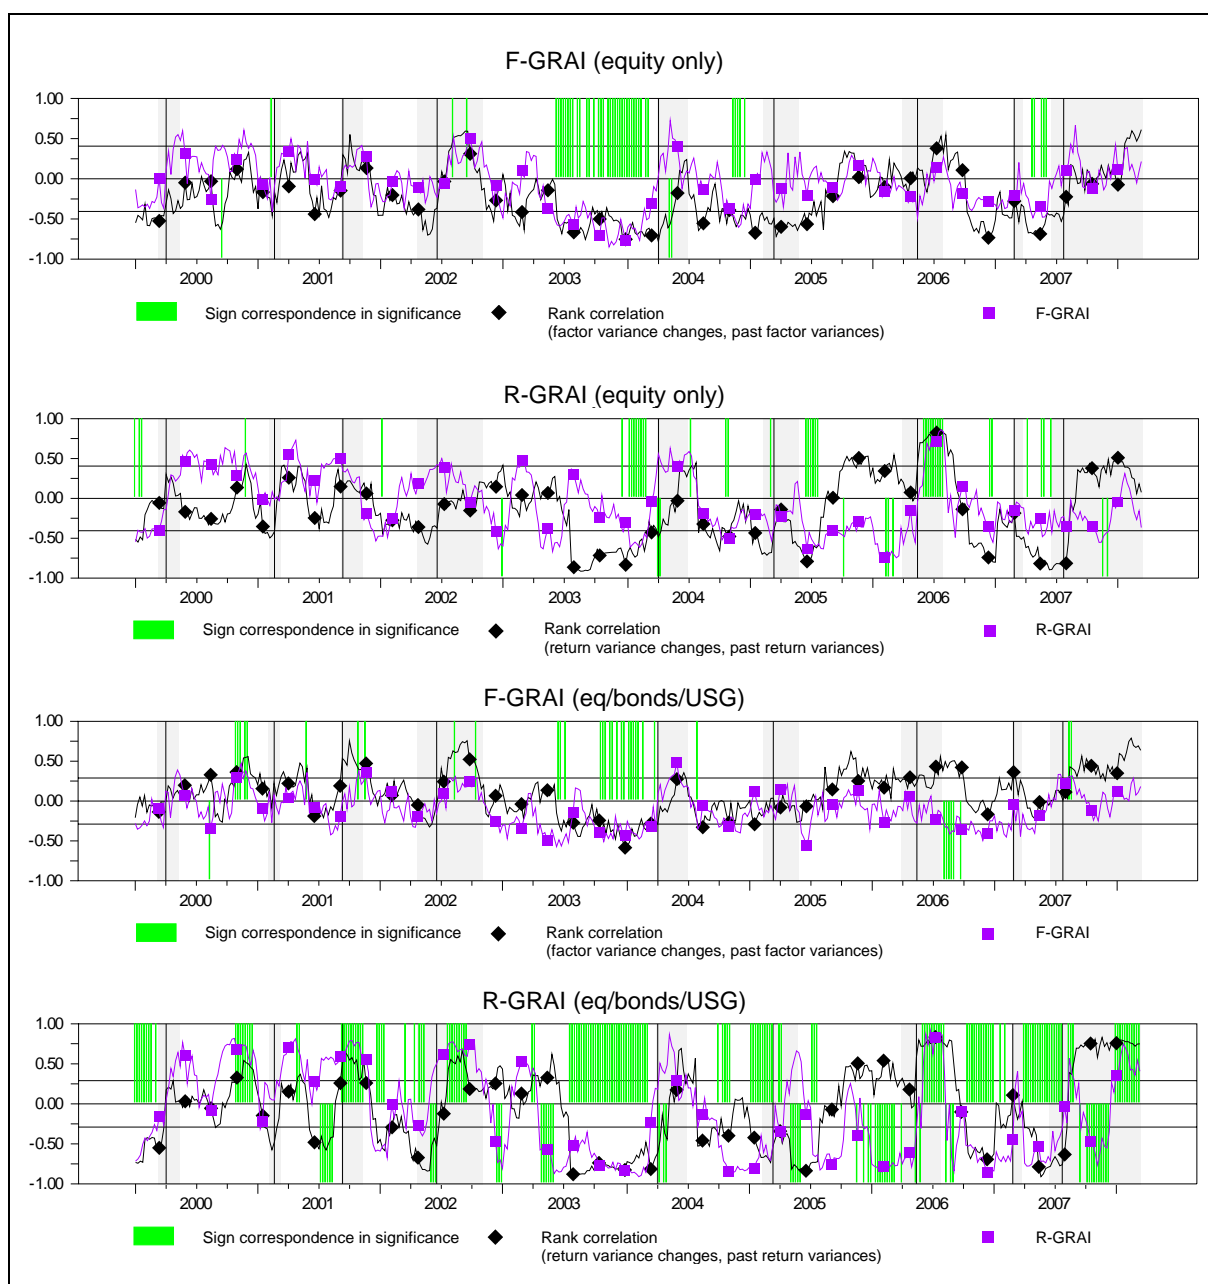 F-GRAI (equity only)
1.00
0.50
0.00
-0.50
-1.00
2000 2001 2002 2003 2004 2005 2006 2007
Sign correspondence in significance Rank correlation F-GRAI
(factor variance changes, past factor variances)
R-GRAI (equity only)
1.00
0.50
0.00
-0.50
-1.00
2000 2001 2002 2003 2004 2005 2006 2007
Sign correspondence in significance Rank correlation R-GRAI
(return variance changes, past return variances)
F-GRAI (eq/bonds/USG)
1.00
0.50
0.00
-0.50
-1.00
2000 2001 2002 2003 2004 2005 2006 2007
Sign correspondence in significance Rank correlation F-GRAI
(factor variance changes, past factor variances)
R-GRAI (eq/bonds/USG)
1.00
0.50
0.00
-0.50
-1.00
2000 2001 2002 2003 2004 2005 2006 2007
Sign correspondence in significance Rank correlation R-GRAI
(return variance changes, past return variances)